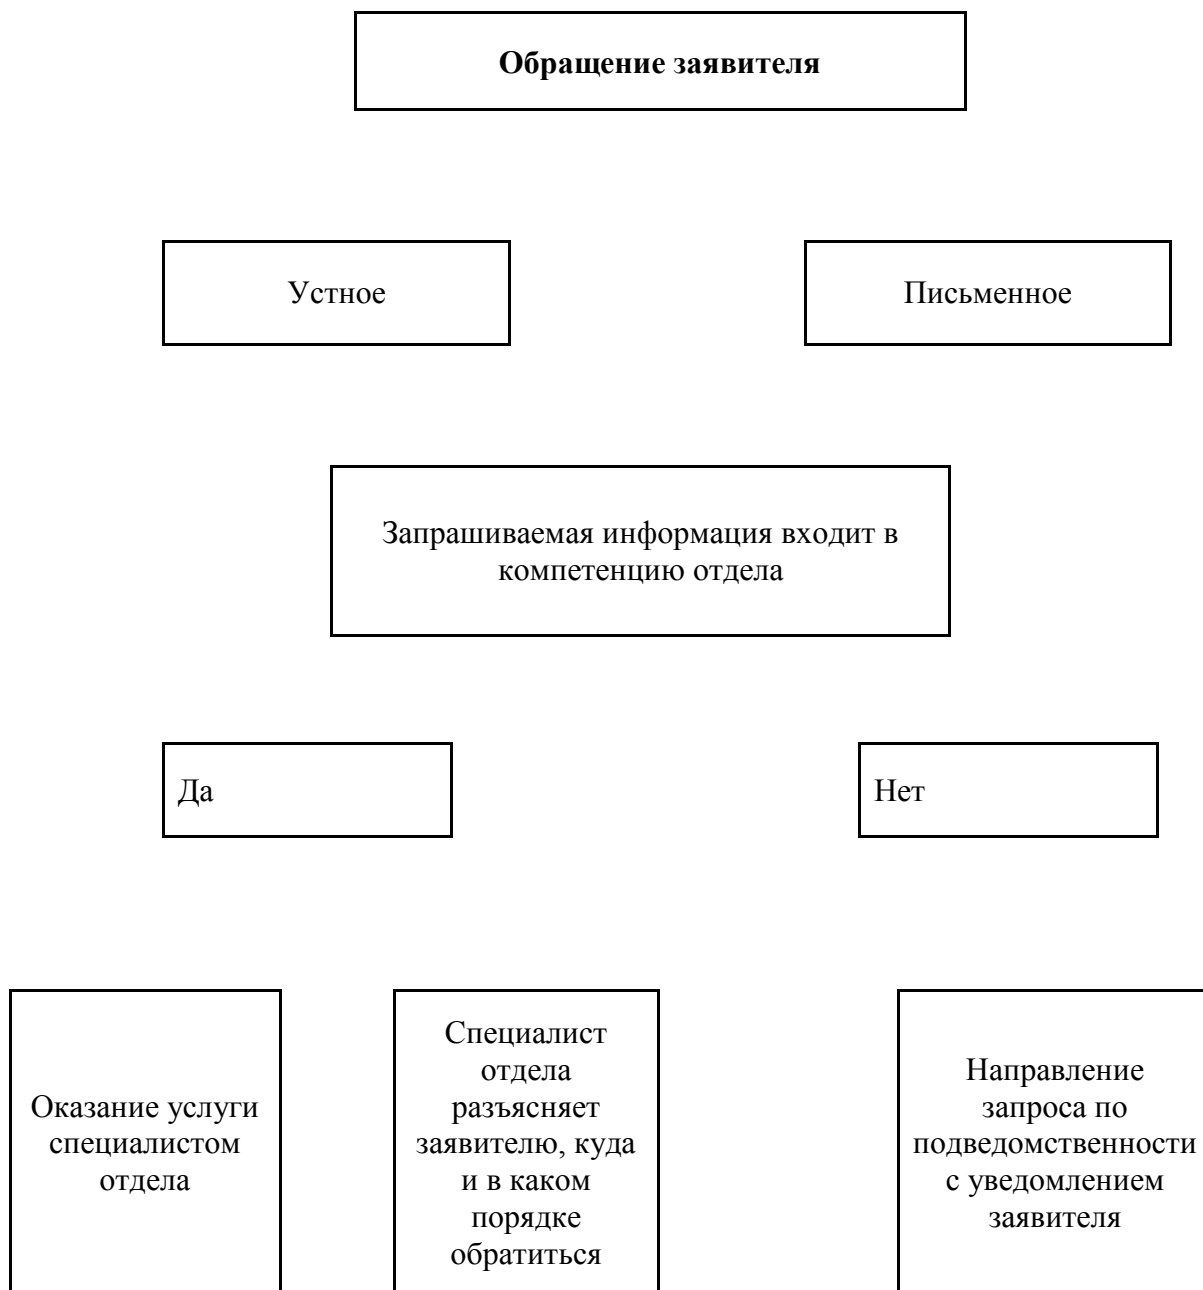 Обращение заявителя
Устное
Письменное
Запрашиваемая информация входит в
компетенцию отдела
Да
Нет
Оказание услуги
специалистом
отдела
Специалист
отдела
разъясняет
заявителю, куда
и в каком
порядке
обратиться
Направление
запроса по
подведомственности
с уведомлением
заявителя